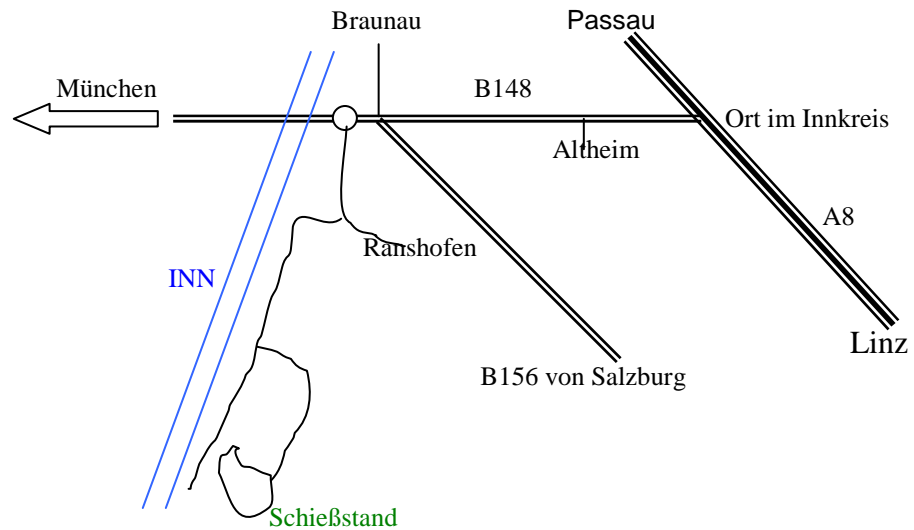 Braunau
Passau
München
B148
Ort im Innkreis
Altheim
A8
Ranshofen
INN
Linz
B156 von Salzburg
Schießstand